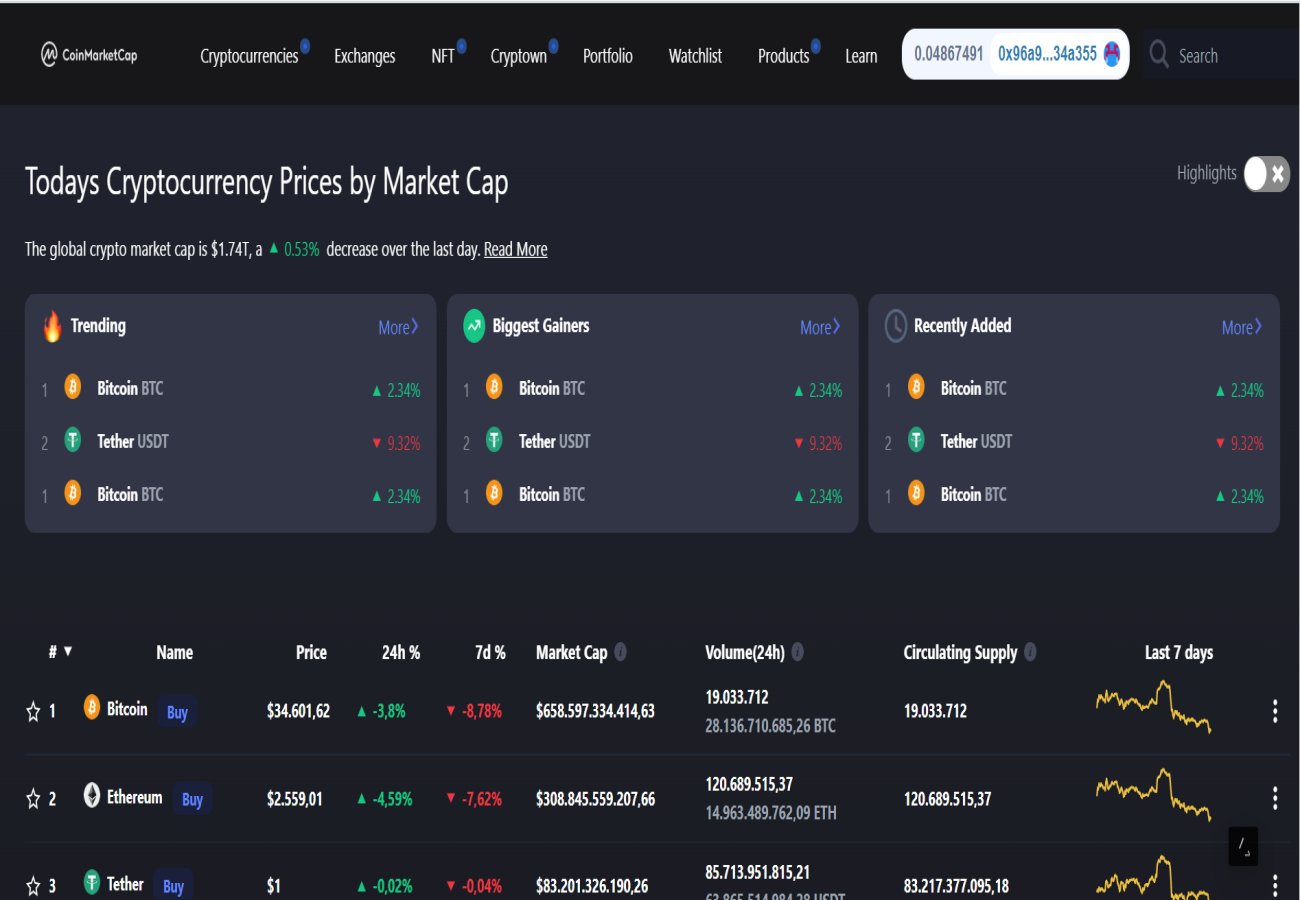 CoinMarketCap Cryptocurrencies Exchanges NFT Cryptown Portfolio Watchlist Products Learn 0.04867491 0x96a9...34a355 Search
Todays Cryptocurrency Prices by Market Cap
Highlights
The global crypto market cap is $1.74T, a ▲ 0.53% decrease over the last day. Read More
Trending More
1 Bitcoin BTC ▲ 2.34%
2 Tether USDT ▼ 9.32%
1 Bitcoin BTC ▲ 2.34%
Biggest Gainers More
1 Bitcoin BTC ▲ 2.34%
2 Tether USDT ▼ 9.32%
1 Bitcoin BTC ▲ 2.34%
Recently Added More
1 Bitcoin BTC ▲ 2.34%
2 Tether USDT ▼ 9.32%
1 Bitcoin BTC ▲ 2.34%
# ▼ Name Price 24h % 7d % Market Cap Volume(24h) Circulating Supply Last 7 days
1 Bitcoin Buy $34.601,62 ▲ -3,8% ▼ -8,78% $658.597.334.414,63 19.033.712 19.033.712
28.136.710.685,26 BTC
2 Ethereum Buy $2.559,01 ▲ -4,59% ▼ -7,62% $308.845.559.207,66 120.689.515,37 120.689.515,37
14.963.489.762,09 ETH
3 Tether Buy $1 ▲ -0,02% ▼ -0,04% $83.201.326.190,26 85.713.951.815,21 83.217.377.095,18